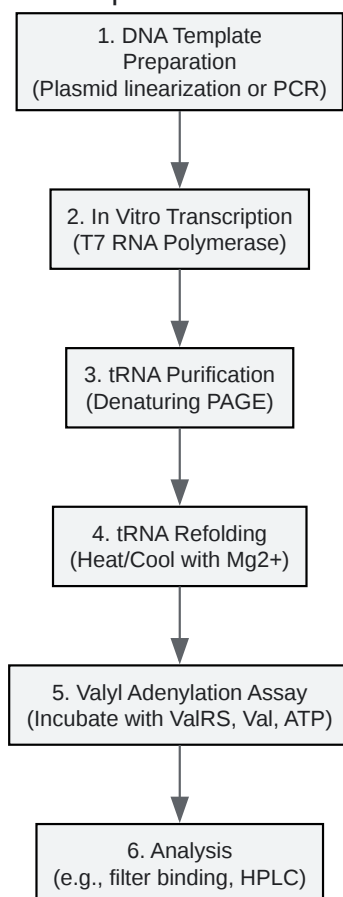 1. DNA Template
Preparation
(Plasmid linearization or PCR)
2. In Vitro Transcription
(T7 RNA Polymerase)
3. tRNA Purification
(Denaturing PAGE)
4. tRNA Refolding
(Heat/Cool with Mg2+)
5. Valyl Adenylation Assay
(Incubate with ValRS, Val, ATP)
6. Analysis
(e.g., filter binding, HPLC)